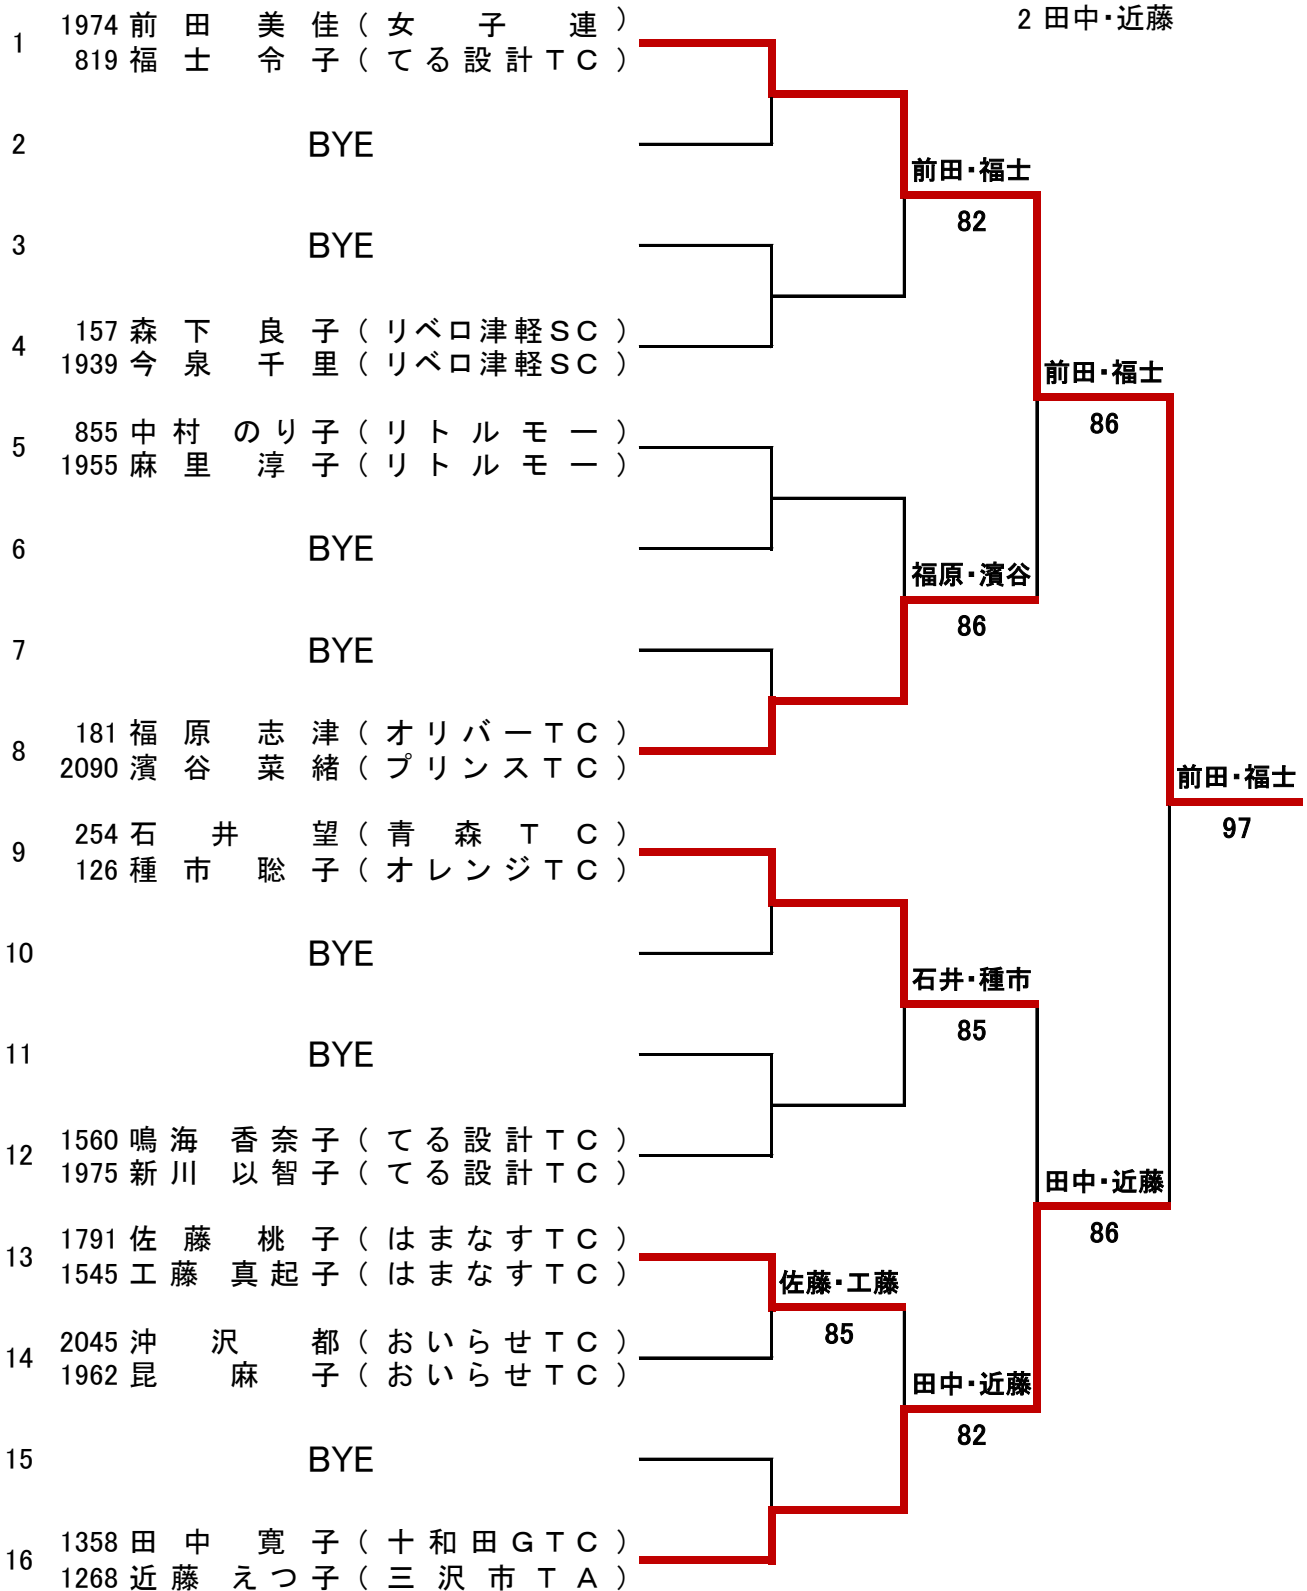 2 田中・近藤
1 1974 前田 美佳 (女子連)
819 福士 令子 (てる設計TC)
2 BYE
前田・福士
82
3 BYE
4 157 森下 良子 (リベロ津軽SC)
1939 今泉 千里 (リベロ津軽SC)
前田・福士
86
5 855 中村 のり子 (リトルモー)
1955 麻里 淳子 (リトルモー)
6 BYE
福原・濱谷
86
7 BYE
8 181 福原 志津 (オリバーTC)
2090 濱谷 菜緒 (プリンスTC)
前田・福士
97
9 254 石井 望 (青森TC)
126 種市 聡子 (オレンジTC)
10 BYE
石井・種市
85
11 BYE
12 1560 鳴海 香奈子 (てる設計TC)
1975 新川 以智子 (てる設計TC)
田中・近藤
86
13 1791 佐藤 桃子 (はまなすTC)
1545 工藤 真起子 (はまなすTC)
佐藤・工藤
85
14 2045 沖沢 都 (おいらせTC)
1962 昆 麻子 (おいらせTC)
田中・近藤
82
15 BYE
16 1358 田中 寛子 (十和田GTC)
1268 近藤 えつ子 (三沢市TA)